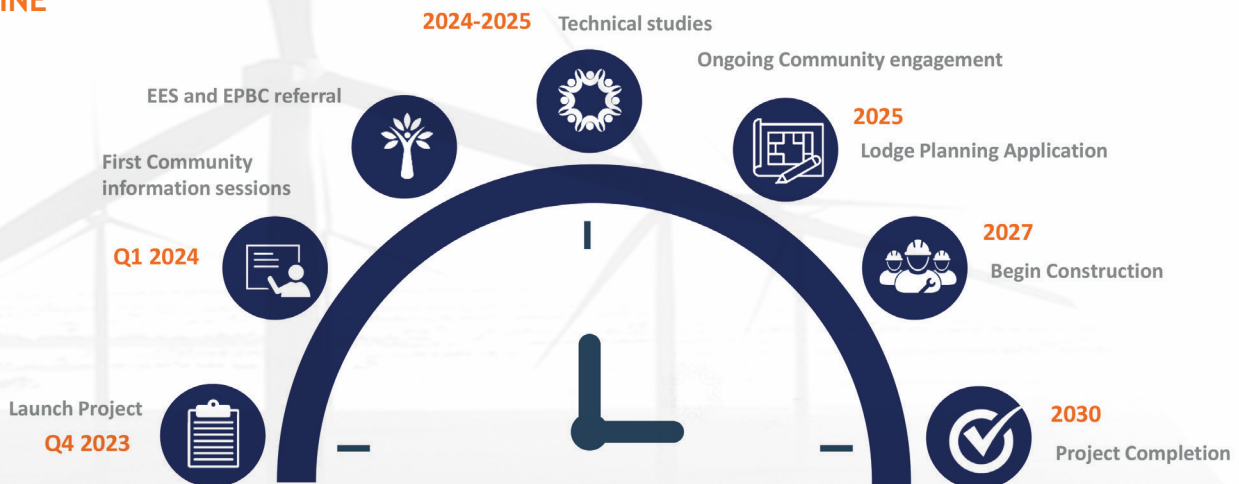 INE
Launch Project
Q4 2023
First Community
information sessions
Q1 2024
EES and EPBC referral
2024-2025 Technical studies
Ongoing Community engagement
2025
Lodge Planning Application
2027
Begin Construction
2030
Project Completion